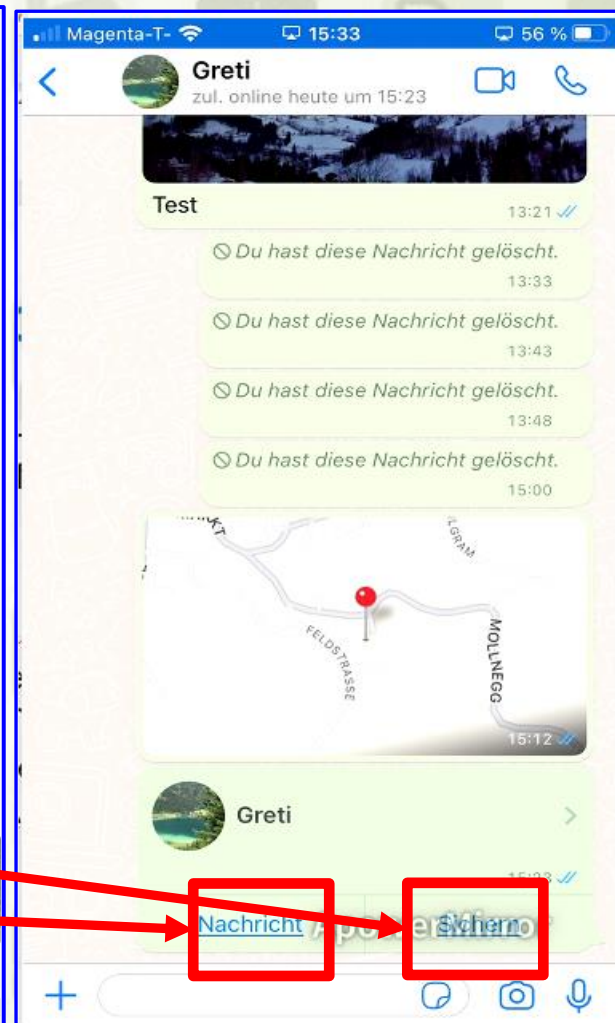 Magenta-T- 15:33 56 %
Greti
zul. online heute um 15:23
Test
13:21
Du hast diese Nachricht gelöscht.
13:33
Du hast diese Nachricht gelöscht.
13:43
Du hast diese Nachricht gelöscht.
13:48
Du hast diese Nachricht gelöscht.
15:00
FELDSTRASSE
MOLLNEGG
15:12
Greti
15:23
Nachricht Sichern
ApowerMirror